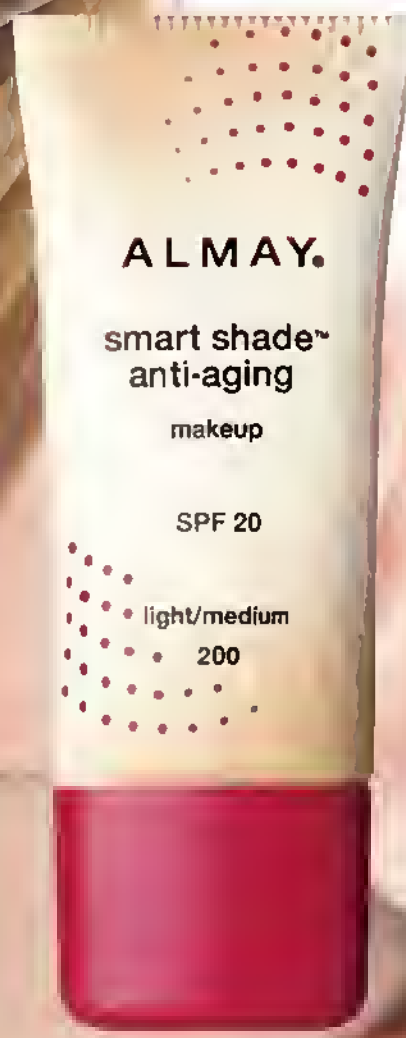 ALMAY.
smart shade™
anti-aging
makeup
SPF 20
light/medium
200